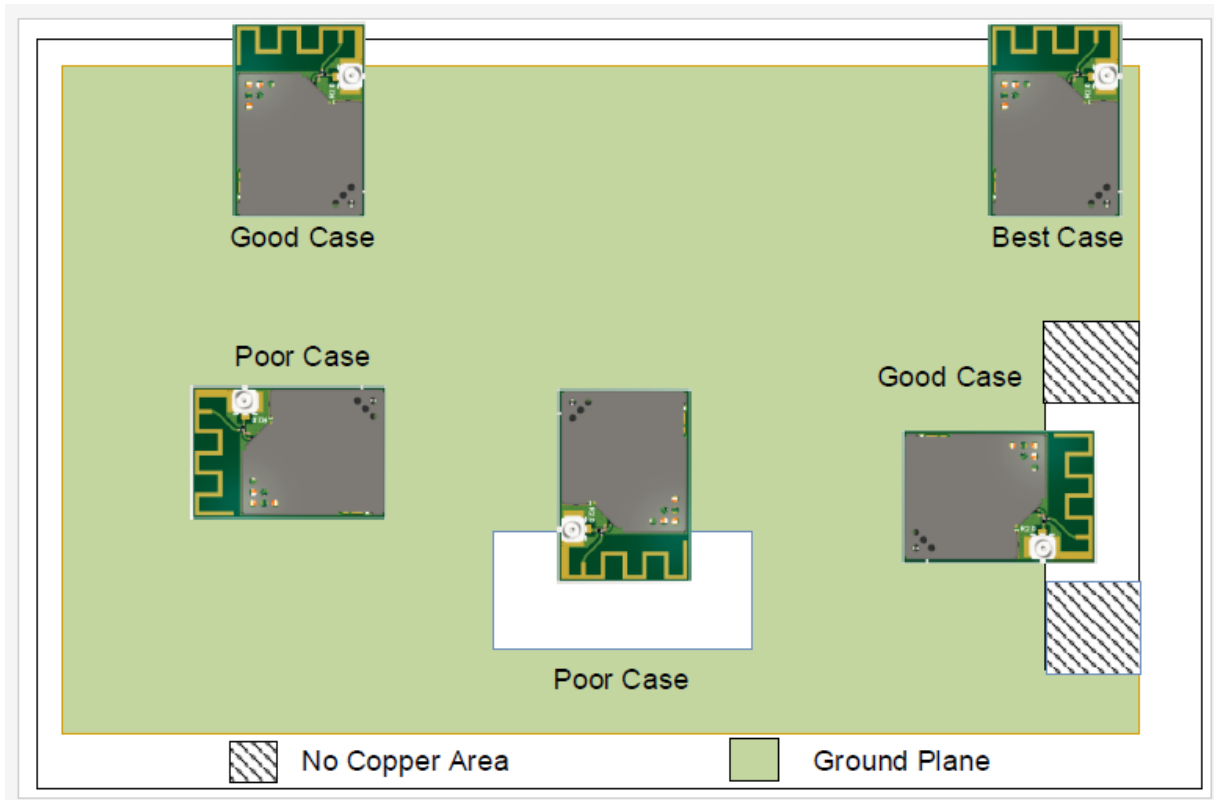 Good Case
Best Case
Poor Case
Good Case
Poor Case
No Copper Area
Ground Plane